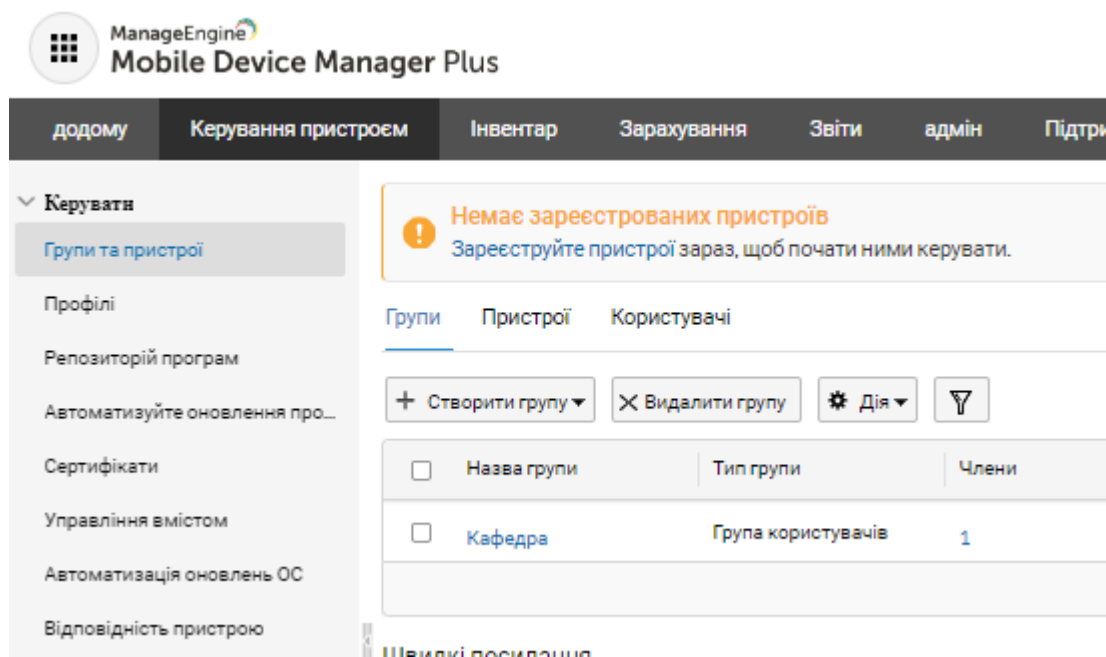 ManageEngine
Mobile Device Manager Plus
додому Керування пристроєм Інвентар Зарахування Звіти адмін
Керувати
Групи та пристрої
Профілі
Репозиторій програм
Автоматизуйте оновлення про...
Сертифікати
Управління вмістом
Автоматизація оновлень ОС
Відповідність пристрою
Немає зареєстрованих пристроїв
Зареєструйте пристрої зараз, щоб почати ними керувати.
Групи Пристрої Користувачі
Створити групу Видалити групу Дія
Назва групи Тип групи Члени
Кафедра Група користувачів 1
Швидкі посилання